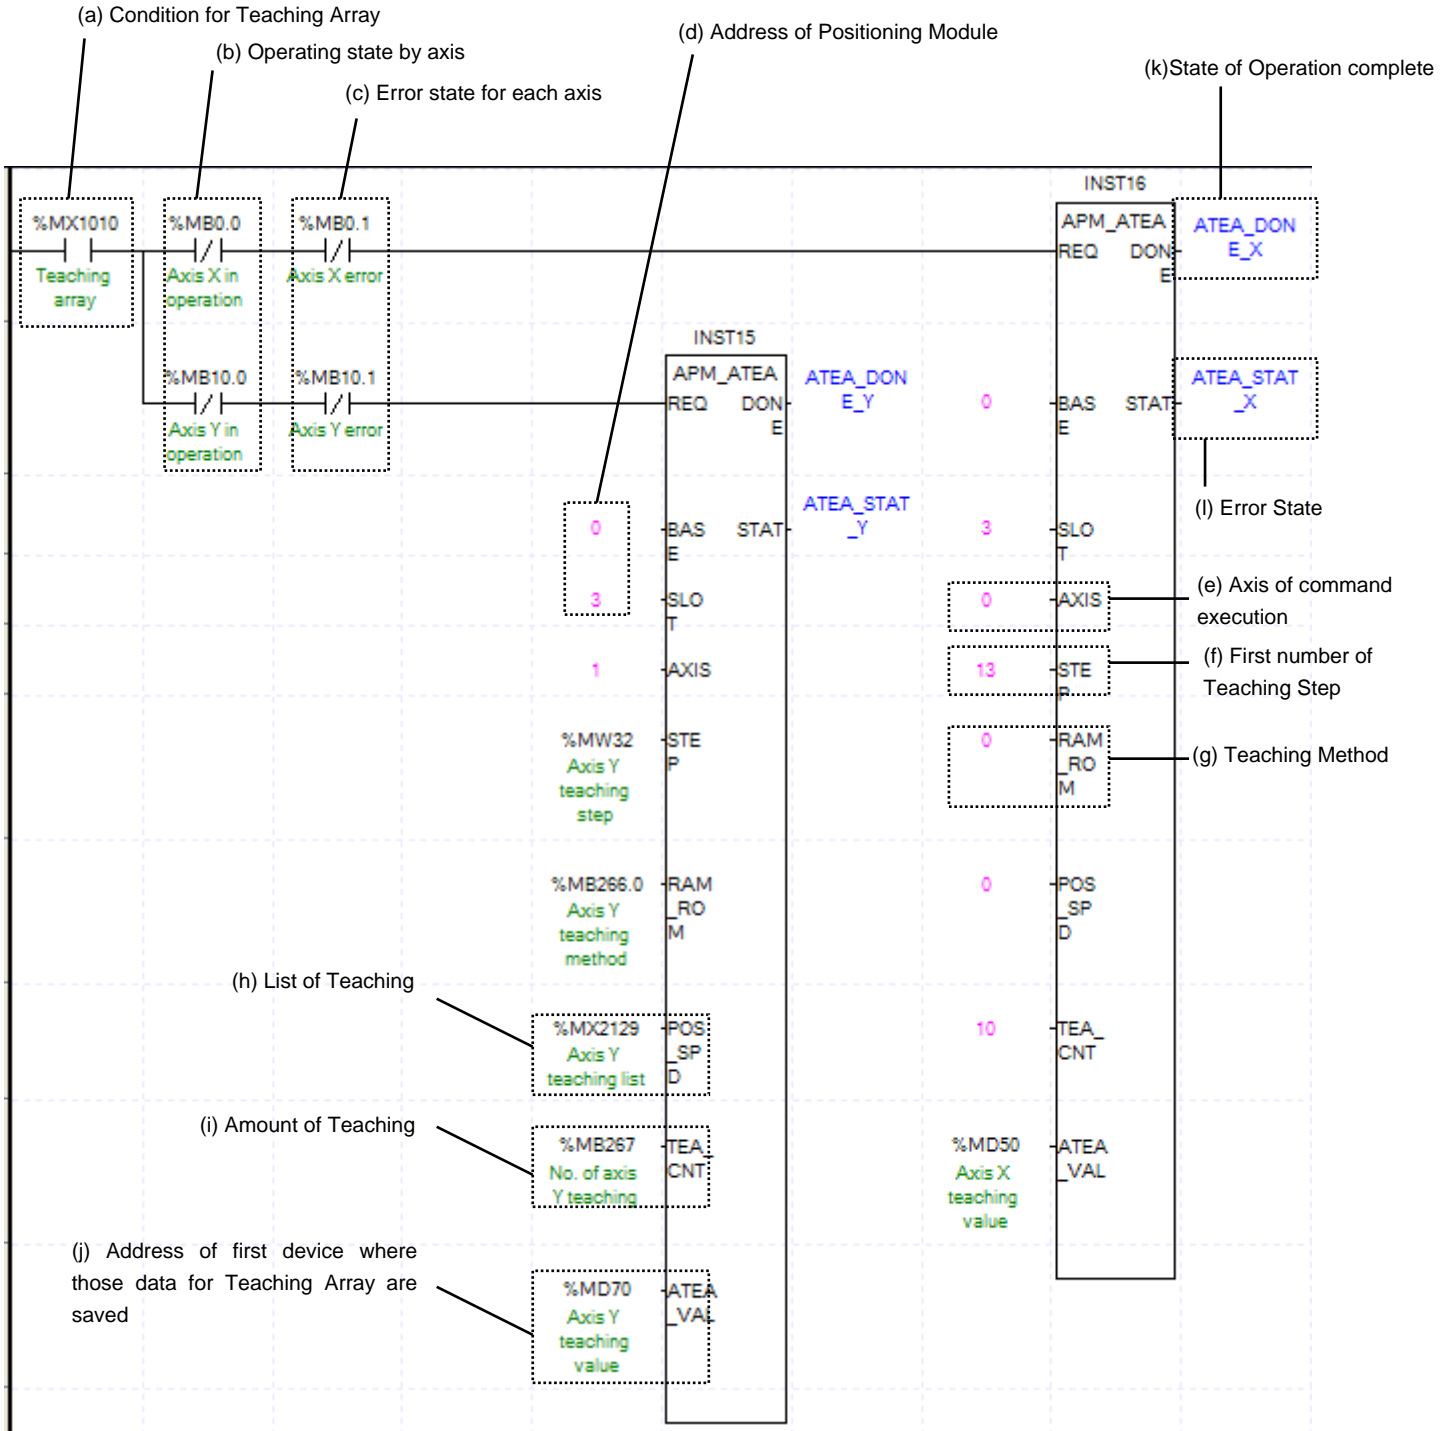 (a) Condition for Teaching Array
(b) Operating state by axis
(c) Error state for each axis
(d) Address of Positioning Module
(k)State of Operation complete
INST16
%MX1010
%MB0.0
%MB0.1
APM_ATEA
ATEA_DON
E_X
REQ
DON
E
Teaching
array
Axis X in
operation
Axis X error
INST15
%MB10.0
%MB10.1
APM_ATEA
ATEA_DON
E_Y
REQ
DON
E
0
BAS
E
STAT
ATEA_STAT
_X
Axis Y in
operation
Axis Y error
0
BAS
E
STAT
ATEA_STAT
_Y
3
SLO
T
(l) Error State
3
SLO
T
0
AXIS
(e) Axis of command
execution
1
AXIS
13
STE
P
(f) First number of
Teaching Step
%MW32
Axis Y
teaching
step
STE
P
0
RAM
_RO
M
(g) Teaching Method
%MB266.0
Axis Y
teaching
method
RAM
_RO
M
0
POS
_SP
D
(h) List of Teaching
%MX2129
Axis Y
teaching list
POS
_SP
D
10
TEA_
CNT
(i) Amount of Teaching
%MB267
No. of axis
Y teaching
TEA_
CNT
%MD50
Axis X
teaching
value
ATEA
_VAL
(j) Address of first device where
those data for Teaching Array are
saved
%MD70
Axis Y
teaching
value
ATEA
_VAL